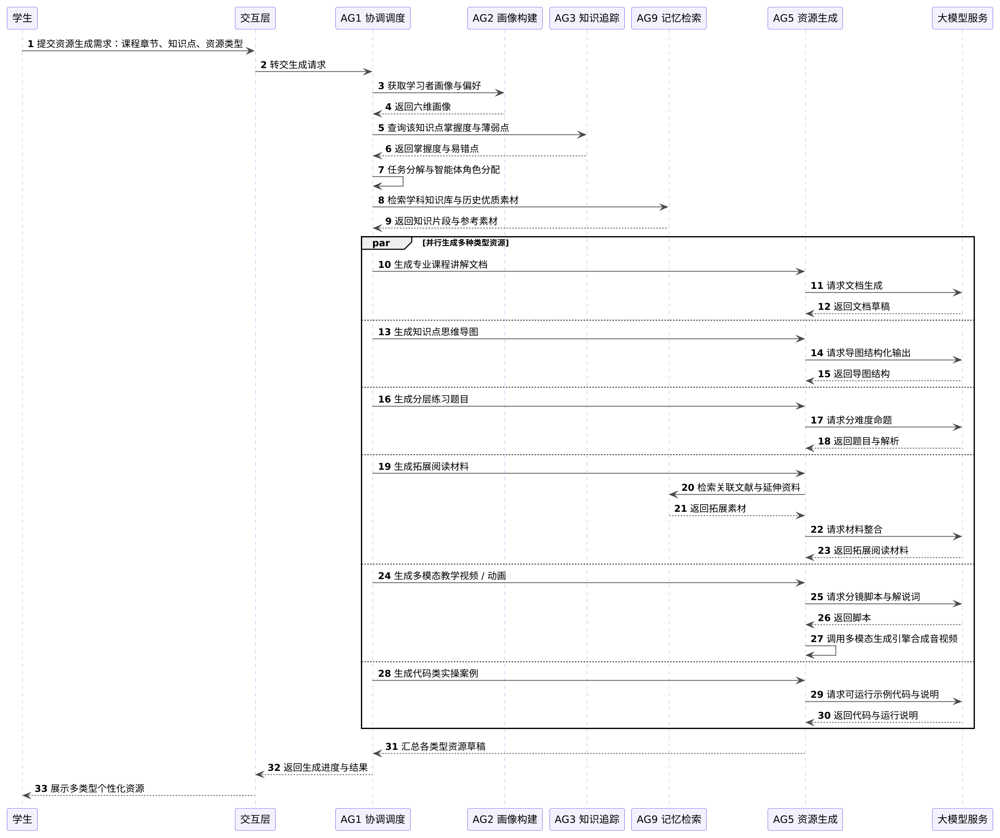 学生
交互层
AG1 协调调度
AG2 画像构建
AG3 知识追踪
AG9 记忆检索
AG5 资源生成
大模型服务
1 提交资源生成需求：课程章节、知识点、资源类型
2 转交生成请求
3 获取学习者画像与偏好
4 返回六维画像
5 查询该知识点掌握度与薄弱点
6 返回掌握度与易错点
7 任务分解与智能体角色分配
8 检索学科知识库与历史优质素材
9 返回知识片段与参考素材
par [并行生成多种类型资源]
10 生成专业课程讲解文档
11 请求文档生成
12 返回文档草稿
13 生成知识点思维导图
14 请求导图结构化输出
15 返回导图结构
16 生成分层练习题目
17 请求分难度命题
18 返回题目与解析
19 生成拓展阅读材料
20 检索关联文献与延伸资料
21 返回拓展素材
22 请求材料整合
23 返回拓展阅读材料
24 生成多模态教学视频 / 动画
25 请求分镜脚本与解说词
26 返回脚本
27 调用多模态生成引擎合成音视频
28 生成代码类实操案例
29 请求可运行示例代码与说明
30 返回代码与运行说明
31 汇总各类型资源草稿
32 返回生成进度与结果
33 展示多类型个性化资源
学生
交互层
AG1 协调调度
AG2 画像构建
AG3 知识追踪
AG9 记忆检索
AG5 资源生成
大模型服务